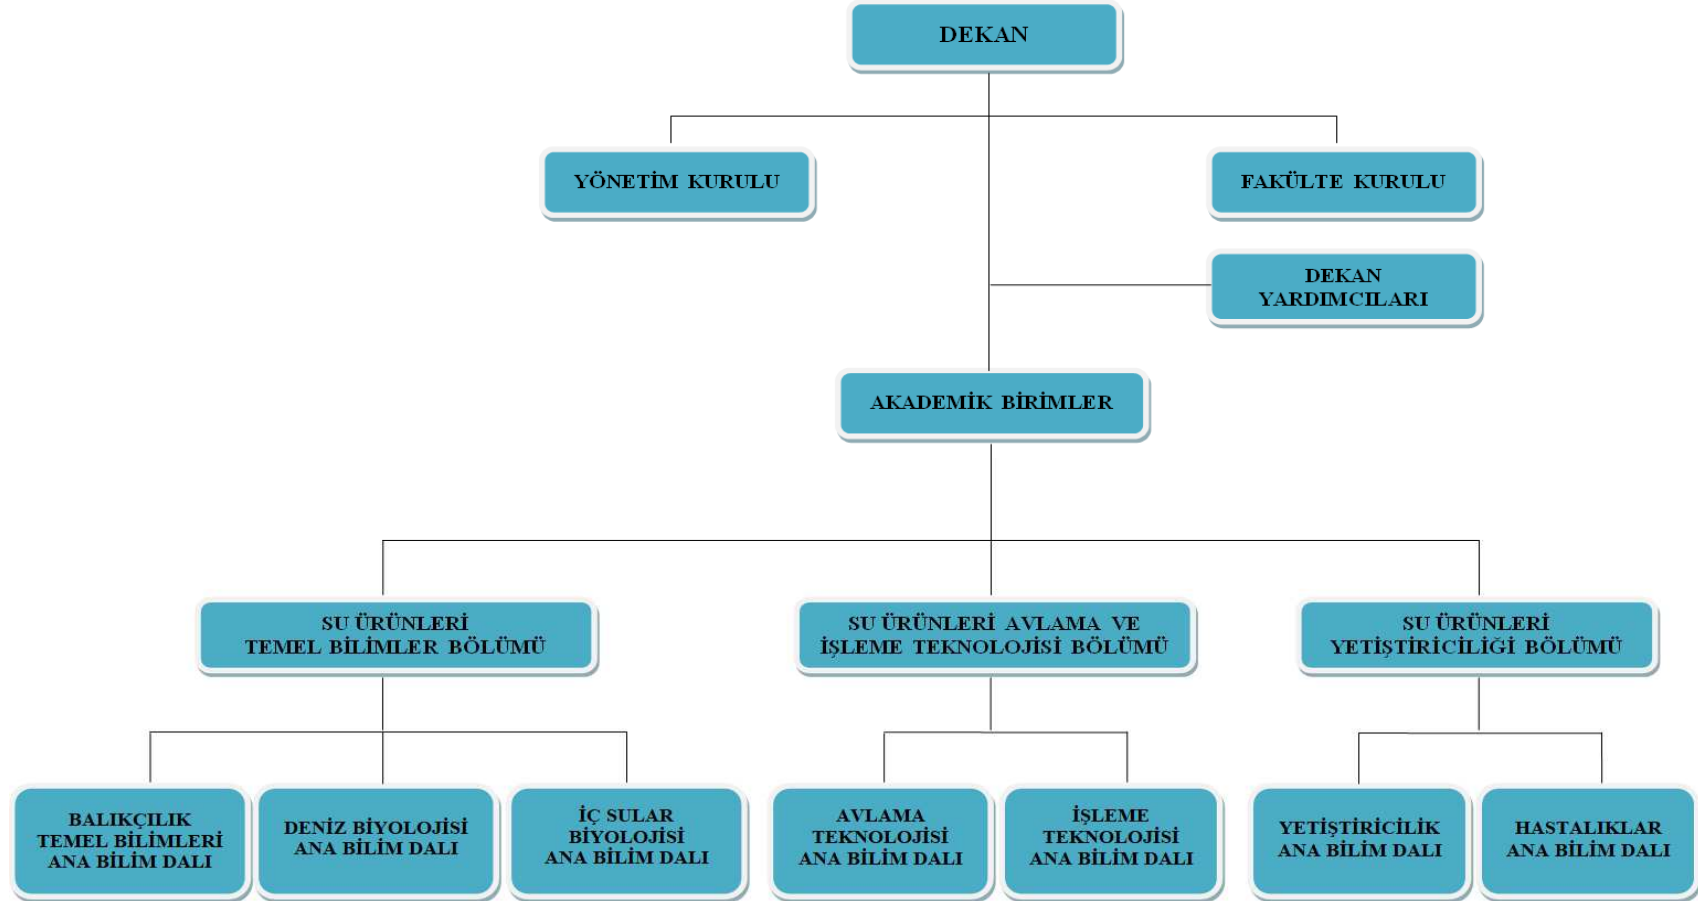 DEKAN
YÖNETİM KURULU
FAKÜLTE KURULU
DEKAN
YARDIMCILARI
AKADEMİK BİRİMLER
SU ÜRÜNLERİ
TEMEL BİLİMLER BÖLÜMÜ
SU ÜRÜNLERİ AVLAMA VE
İŞLEME TEKNOLOJİSİ BÖLÜMÜ
SU ÜRÜNLERİ
YETİŞTİRİCİLİĞİ BÖLÜMÜ
BALIKÇILIK
TEMEL BİLİMLERİ
ANA BİLİM DALI
DENİZ BİYOLOJİSİ
ANA BİLİM DALI
İÇ SULAR
BİYOLOJİSİ
ANA BİLİM DALI
AVLAMA
TEKNOLOJİSİ
ANA BİLİM DALI
İŞLEME
TEKNOLOJİSİ
ANA BİLİM DALI
YETİŞTİRİCİLİK
ANA BİLİM DALI
HASTALIKLAR
ANA BİLİM DALI